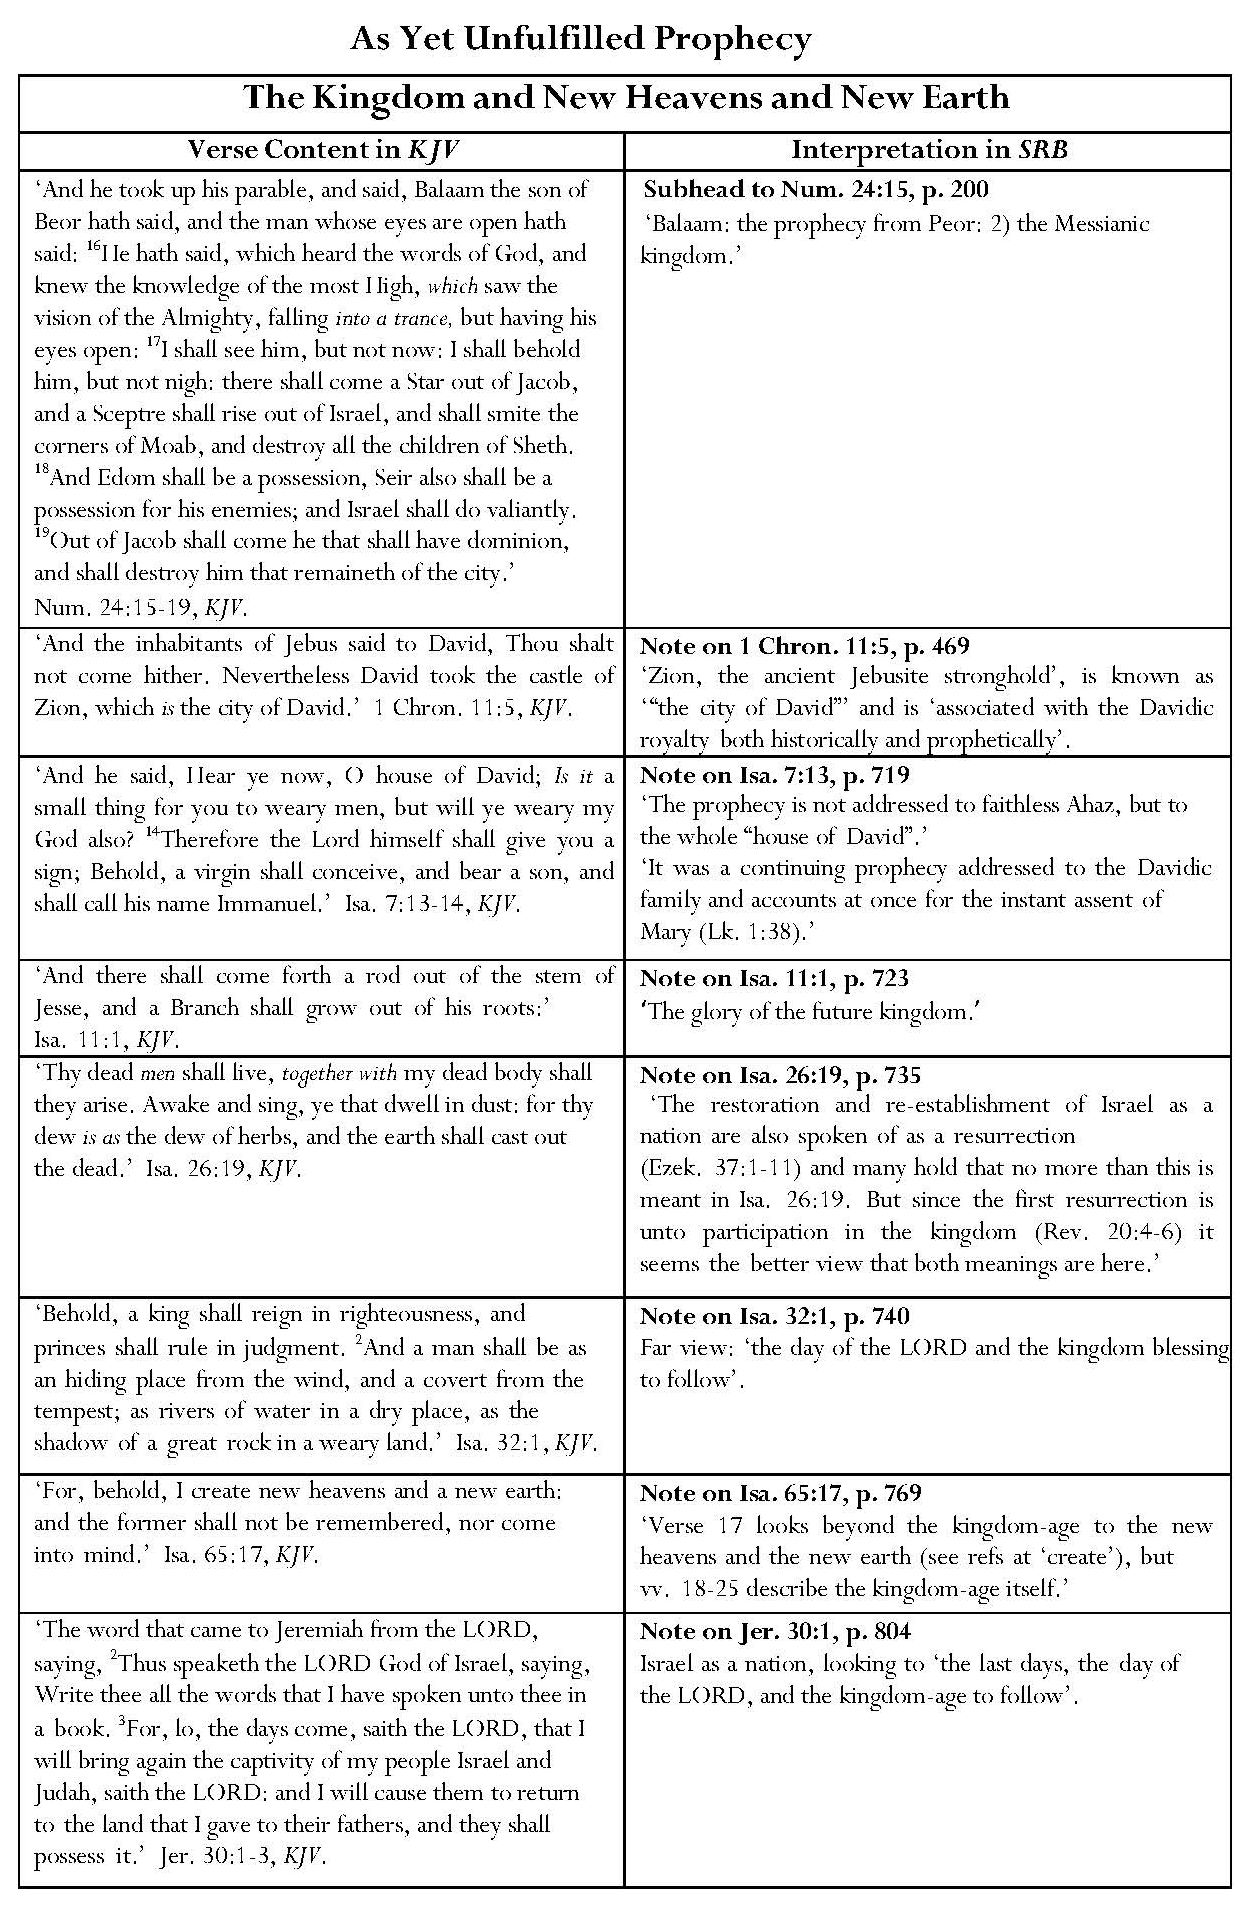 As Yet Unfulfilled Prophecy
The Kingdom and New Heavens and New Earth
Verse Content in KJV
Interpretation in SRB
‘And he took up his parable, and said, Balaam the son of
Beor hath said, and the man whose eyes are open hath
said: 16He hath said, which heard the words of God, and
knew the knowledge of the most High, which saw the
vision of the Almighty, falling into a trance, but having his
eyes open: 17I shall see him, but not now: I shall behold
him, but not nigh: there shall come a Star out of Jacob,
and a Sceptre shall rise out of Israel, and shall smite the
corners of Moab, and destroy all the children of Sheth.
18And Edom shall be a possession, Seir also shall be a
possession for his enemies; and Israel shall do valiantly.
19Out of Jacob shall come he that shall have dominion,
and shall destroy him that remaineth of the city.’
Num. 24:15-19, KJV.
Subhead to Num. 24:15, p. 200
‘Balaam: the prophecy from Peor: 2) the Messianic
kingdom.’
‘And the inhabitants of Jebus said to David, Thou shalt
not come hither. Nevertheless David took the castle of
Zion, which is the city of David.’ 1 Chron. 11:5, KJV.
Note on 1 Chron. 11:5, p. 469
‘Zion, the ancient Jebusite stronghold’, is known as
‘“the city of David”’ and is ‘associated with the Davidic
royalty both historically and prophetically’.
‘And he said, Hear ye now, O house of David; Is it a
small thing for you to weary men, but will ye weary my
God also? 14Therefore the Lord himself shall give you a
sign; Behold, a virgin shall conceive, and bear a son, and
shall call his name Immanuel.’ Isa. 7:13-14, KJV.
Note on Isa. 7:13, p. 719
‘The prophecy is not addressed to faithless Ahaz, but to
the whole “house of David”.’
‘It was a continuing prophecy addressed to the Davidic
family and accounts at once for the instant assent of
Mary (Lk. 1:38).’
‘And there shall come forth a rod out of the stem of
Jesse, and a Branch shall grow out of his roots:’
Isa. 11:1, KJV.
Note on Isa. 11:1, p. 723
‘The glory of the future kingdom.’
‘Thy dead men shall live, together with my dead body shall
they arise. Awake and sing, ye that dwell in dust: for thy
dew is as the dew of herbs, and the earth shall cast out
the dead.’ Isa. 26:19, KJV.
Note on Isa. 26:19, p. 735
‘The restoration and re-establishment of Israel as a
nation are also spoken of as a resurrection
(Ezek. 37:1-11) and many hold that no more than this is
meant in Isa. 26:19. But since the first resurrection is
unto participation in the kingdom (Rev. 20:4-6) it
seems the better view that both meanings are here.’
‘Behold, a king shall reign in righteousness, and
princes shall rule in judgment. 2And a man shall be as
an hiding place from the wind, and a covert from the
tempest; as rivers of water in a dry place, as the
shadow of a great rock in a weary land.’ Isa. 32:1, KJV.
Note on Isa. 32:1, p. 740
Far view: ‘the day of the LORD and the kingdom blessing
to follow’.
‘For, behold, I create new heavens and a new earth:
and the former shall not be remembered, nor come
into mind.’ Isa. 65:17, KJV.
Note on Isa. 65:17, p. 769
‘Verse 17 looks beyond the kingdom-age to the new
heavens and the new earth (see refs at ‘create’), but
vv. 18-25 describe the kingdom-age itself.’
‘The word that came to Jeremiah from the LORD,
saying, 2Thus speaketh the LORD God of Israel, saying,
Write thee all the words that I have spoken unto thee in
a book. 3For, lo, the days come, saith the LORD, that I
will bring again the captivity of my people Israel and
Judah, saith the LORD: and I will cause them to return
to the land that I gave to their fathers, and they shall
possess it.’ Jer. 30:1-3, KJV.
Note on Jer. 30:1, p. 804
Israel as a nation, looking to ‘the last days, the day of
the LORD, and the kingdom-age to follow’.